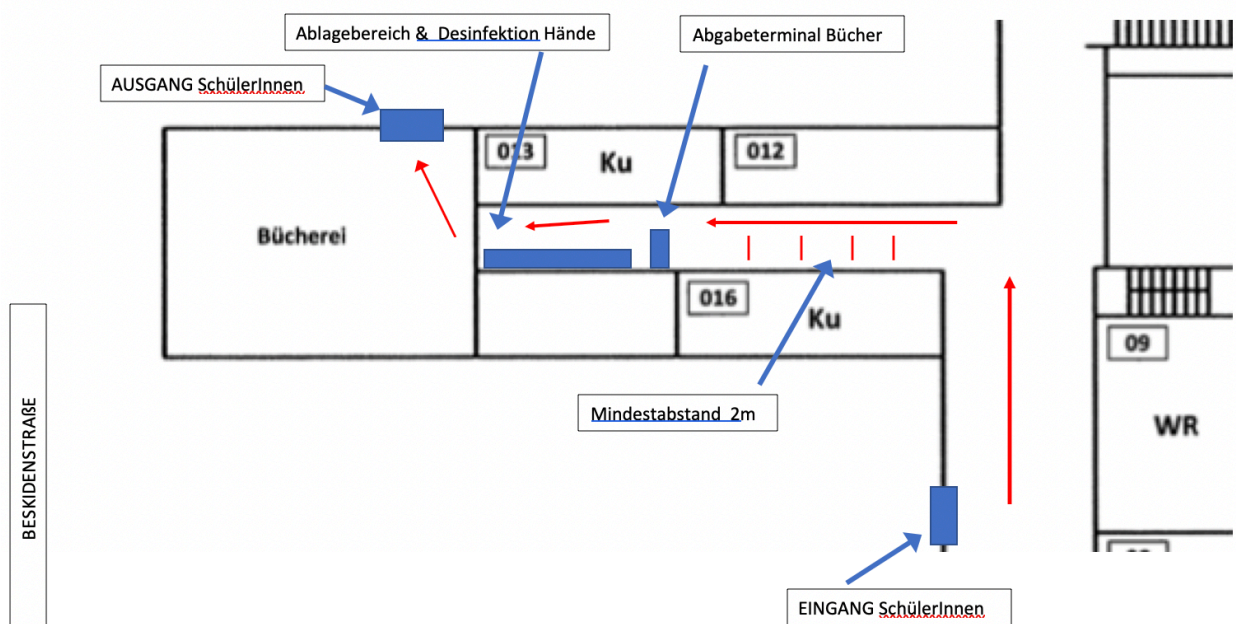 Ablagebereich & Desinfektion Hände
Abgabeterminal Bücher
AUSGANG SchülerInnen
013
Ku
012
Bücherei
016
Ku
09
WR
Mindestabstand 2m
BESKIDENSTRAßE
EINGANG SchülerInnen